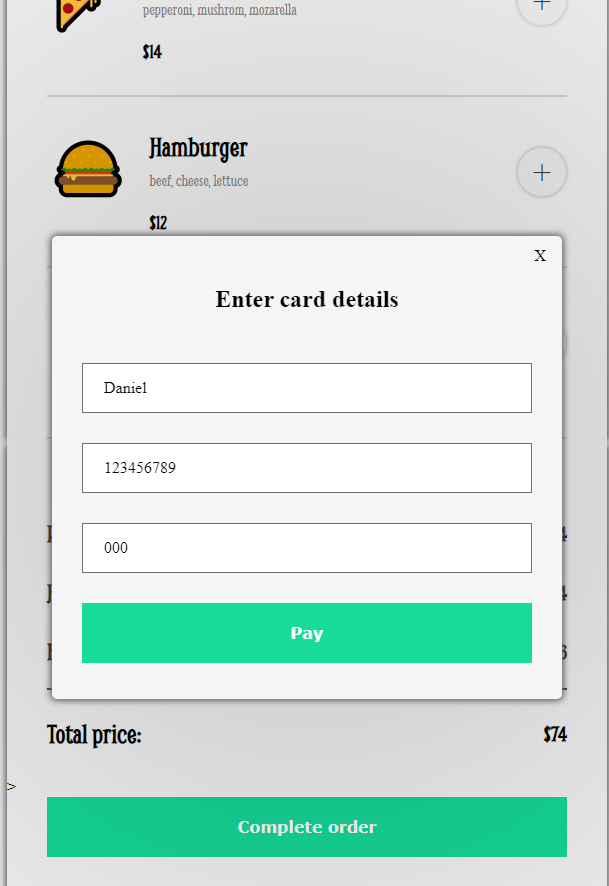 pepperoni, mushrom, mozarella
$14
Hamburger
beef, cheese, lettuce
$12
X
Enter card details
Daniel
123456789
000
Pay
Total price:
$74
>
Complete order